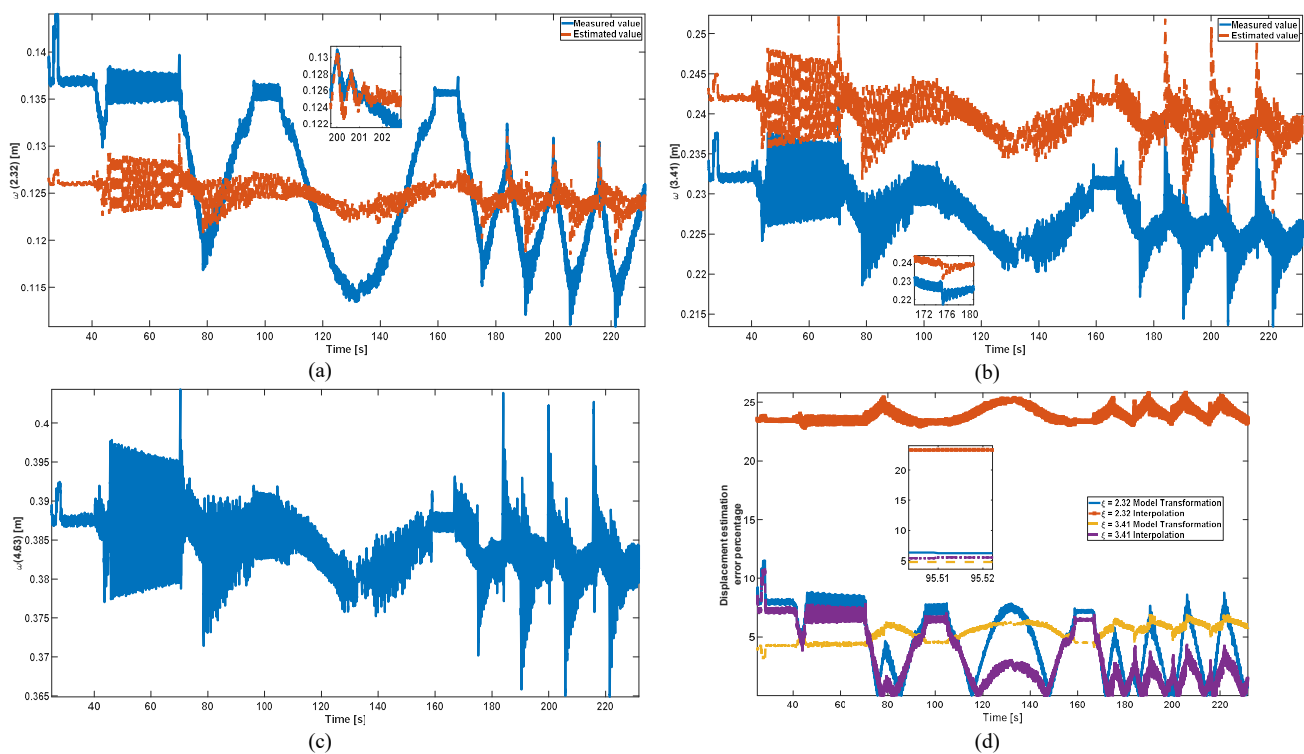 Measured value
Estimated value
0.14
0.135
0.13
0.125
0.12
0.115
ω(2.32) [m]
0.13
0.128
0.126
0.124
0.122
200 201 202
40 60 80 100 120 140 160 180 200 220
Time [s]
(a)
Measured value
Estimated value
0.25
0.245
0.24
0.235
0.23
0.225
0.22
0.215
ω (3.41) [m]
0.24
0.23
0.22
172 176 180
40 60 80 100 120 140 160 180 200 220
Time [s]
(b)
0.4
0.395
0.39
0.385
0.38
0.375
0.37
0.365
ω(4.63) [m]
40 60 80 100 120 140 160 180 200 220
Time [s]
(c)
25
20
15
10
5
Displacement estimation
error percentage
20
15
10
5
95.51 95.52
ξ = 2.32 Model Transformation
ξ = 2.32 Interpolation
ξ = 3.41 Model Transformation
ξ = 3.41 Interpolation
40 60 80 100 120 140 160 180 200 220
Time [s]
(d)